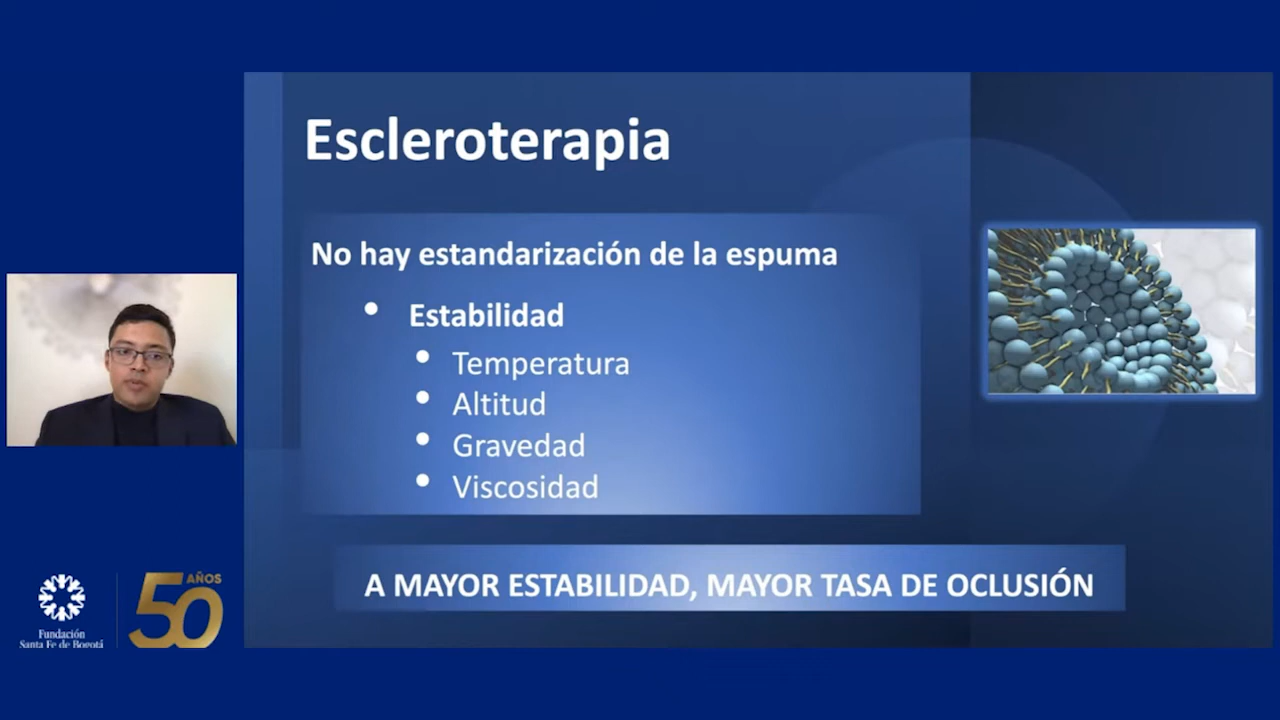 Escleroterapia
No hay estandarización de la espuma
• Estabilidad
• Temperatura
• Altitud
• Gravedad
• Viscosidad
A MAYOR ESTABILIDAD, MAYOR TASA DE OCLUSIÓN
Fundación
Santa Fe de Bogotá
50 AÑOS